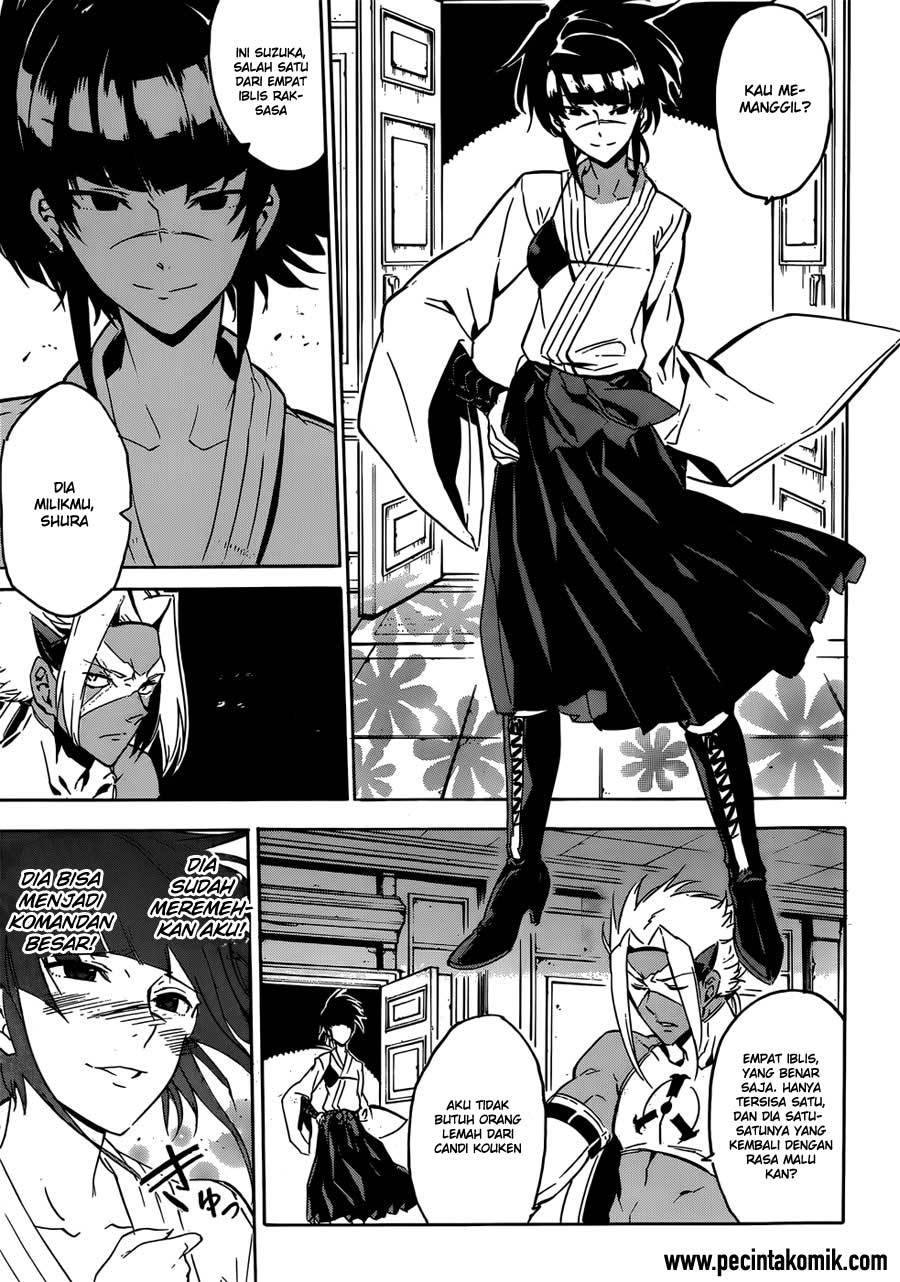 KAU ME-
MANGGIL?
INI SUZUKA,
SALAH SATU
DARI EMPAT
IBLIS RAK-
SASA
DIA
MILIKMU,
SHURA
EMPAT IBLIS,
YANG BENAR
SAJA. HANYA
TERSISA SATU,
DAN DIA SATU-
SATUNYA YANG
KEMBALI DENGAN
RASA MALU
KAN?
AKU TIDAK
BUTUH ORANG
LEMAH DARI
CANDI KOUKEN
DIA
SUDAH
MEREMEH-
KAN AKU!
DIA BISA
MENJADI
KOMANDAN
BESAR!
きゅっ
www.pecintakomik.com